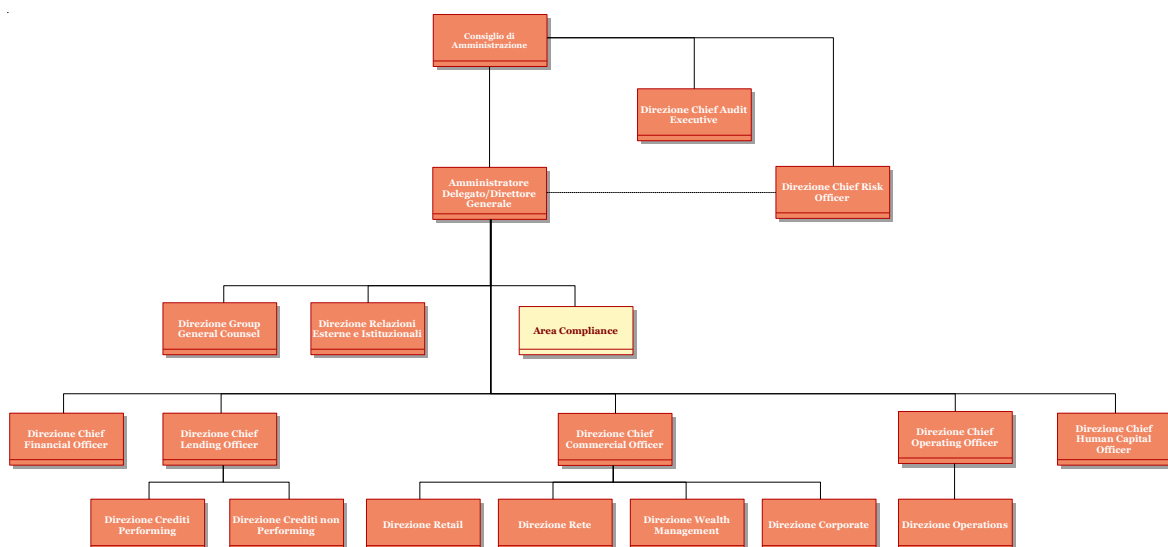 Consiglio di
Amministrazione
Direzione Chief Audit
Executive
Amministratore
Delegato/Direttore
Generale
Direzione Chief Risk
Officer
Direzione Group
General Counsel
Direzione Relazioni
Esterne e Istituzionali
Area Compliance
Direzione Chief
Financial Officer
Direzione Chief
Lending Officer
Direzione Chief
Commercial Officer
Direzione Chief
Operating Officer
Direzione Chief
Human Capital
Officer
Direzione Crediti
Performing
Direzione Crediti non
Performing
Direzione Retail
Direzione Rete
Direzione Wealth
Management
Direzione Corporate
Direzione Operations